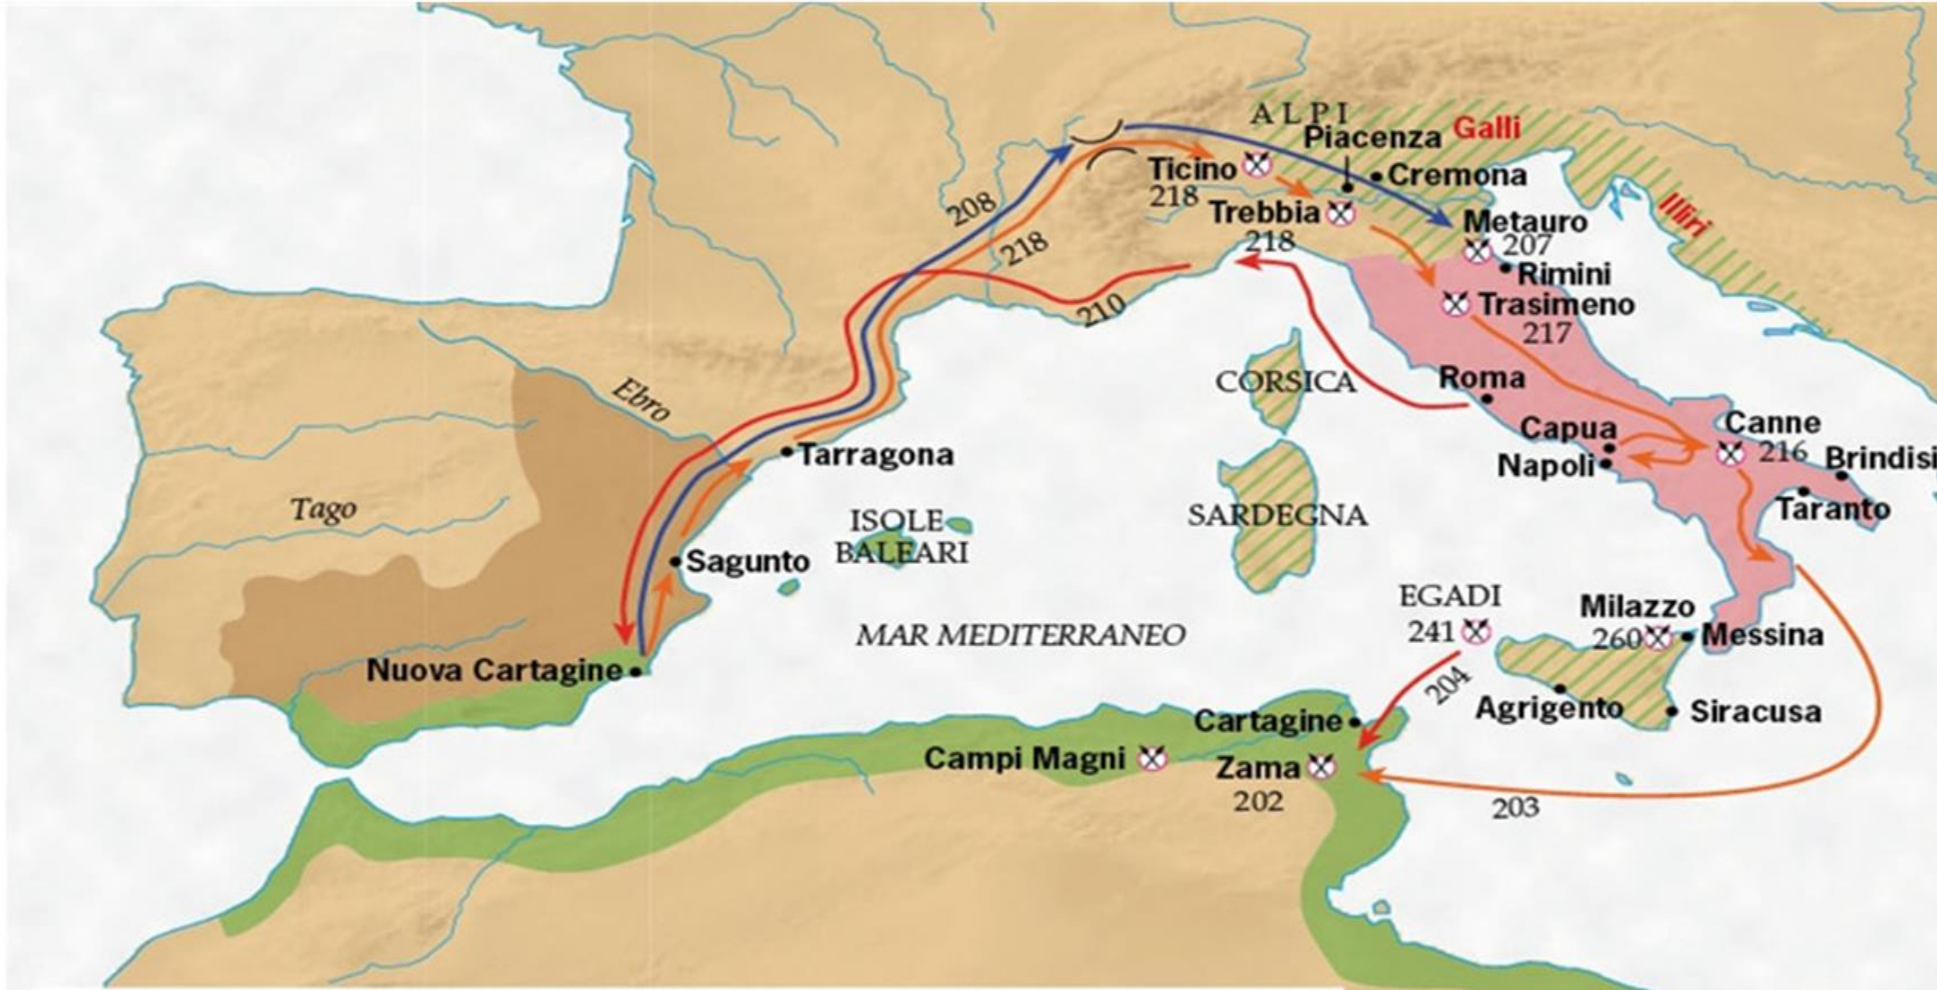 ALPI
Piacenza
Galli
Ticino
218
Cremona
Trebbia
218
Metauro
207
Illiri
Rimini
208
218
210
Trasimeno
217
CORSICA
Roma
Ebro
Capua
Canne
216
Napoli
Brindisi
Tarragona
Taranto
Tago
ISOLE
BALEARI
SARDEGNA
Sagunto
EGADI
241
Milazzo
260
Messina
MAR MEDITERRANEO
Nuova Cartagine
204
Agrigento
Siracusa
Cartagine
Campi Magni
Zama
202
203